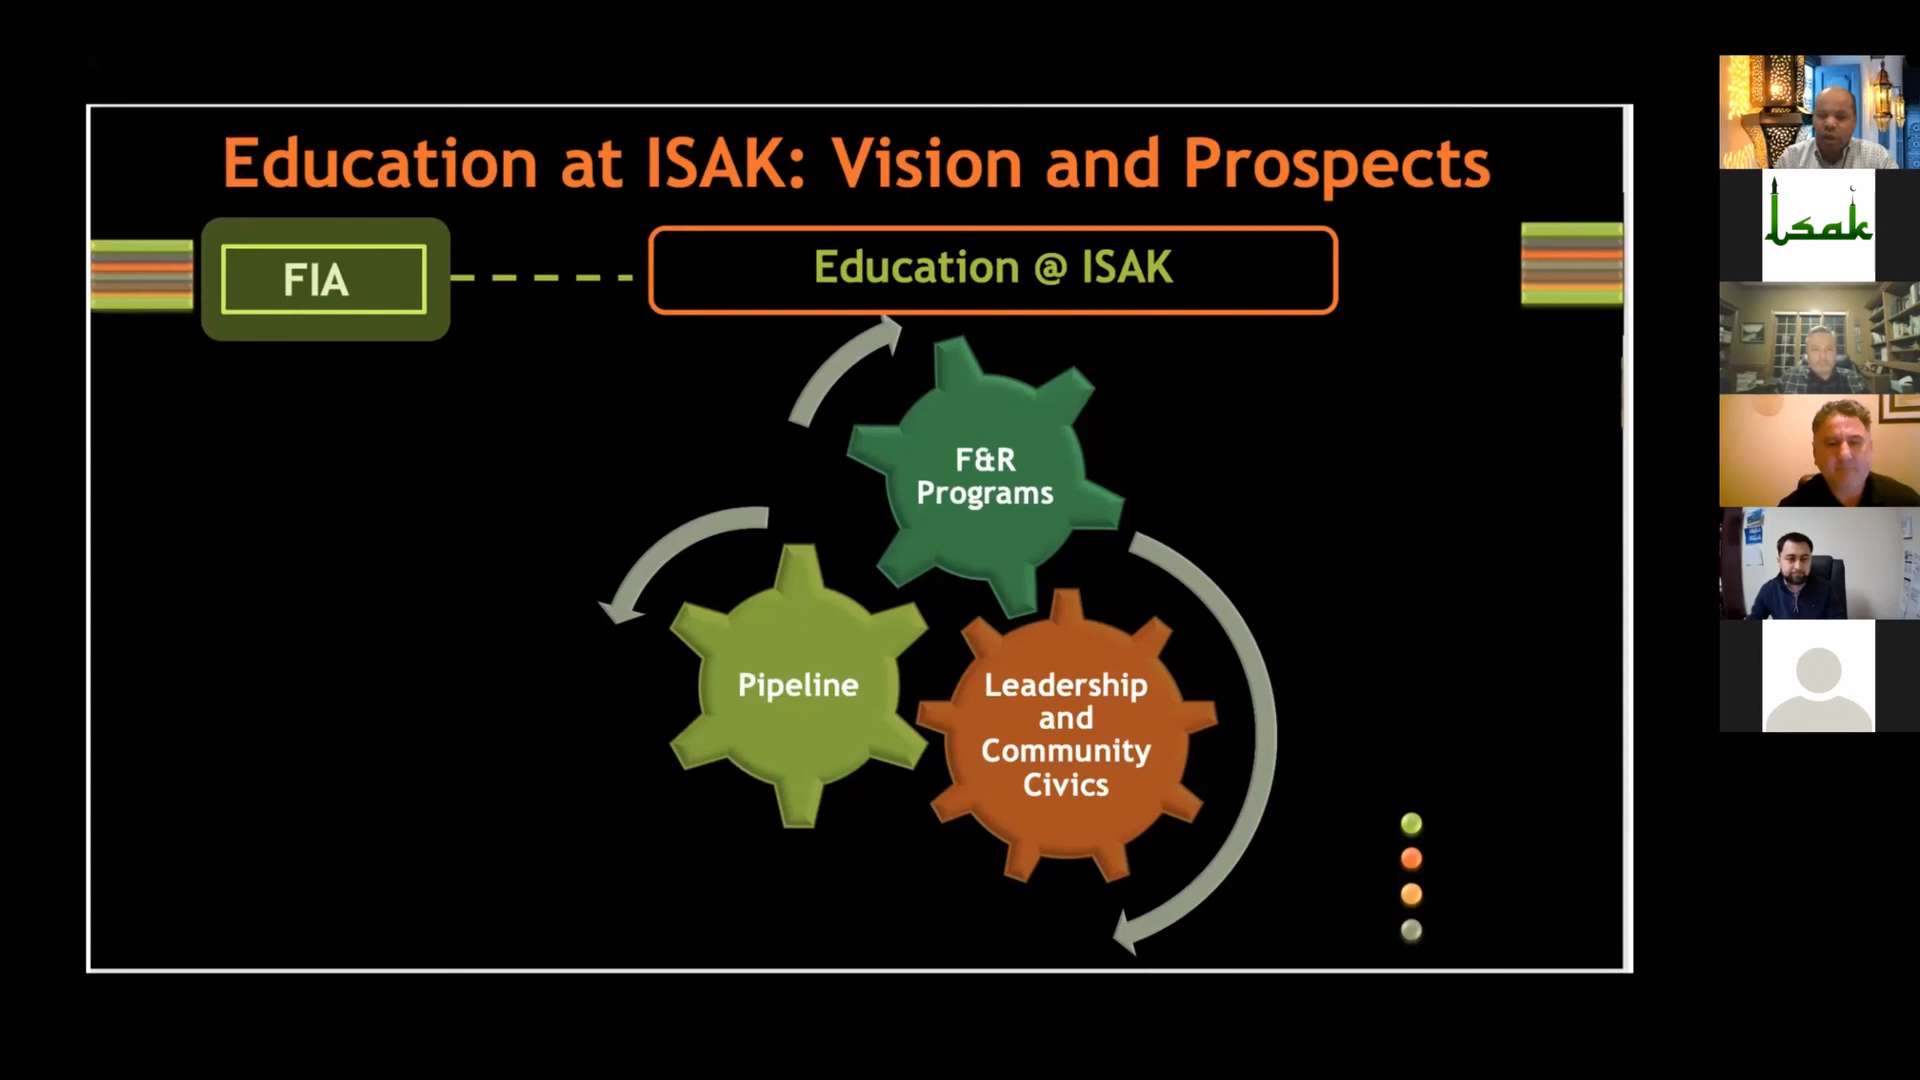 Education at ISAK: Vision and Prospects
FIA
Education @ ISAK
F&R
Programs
Pipeline
Leadership
and
Community
Civics
Isak